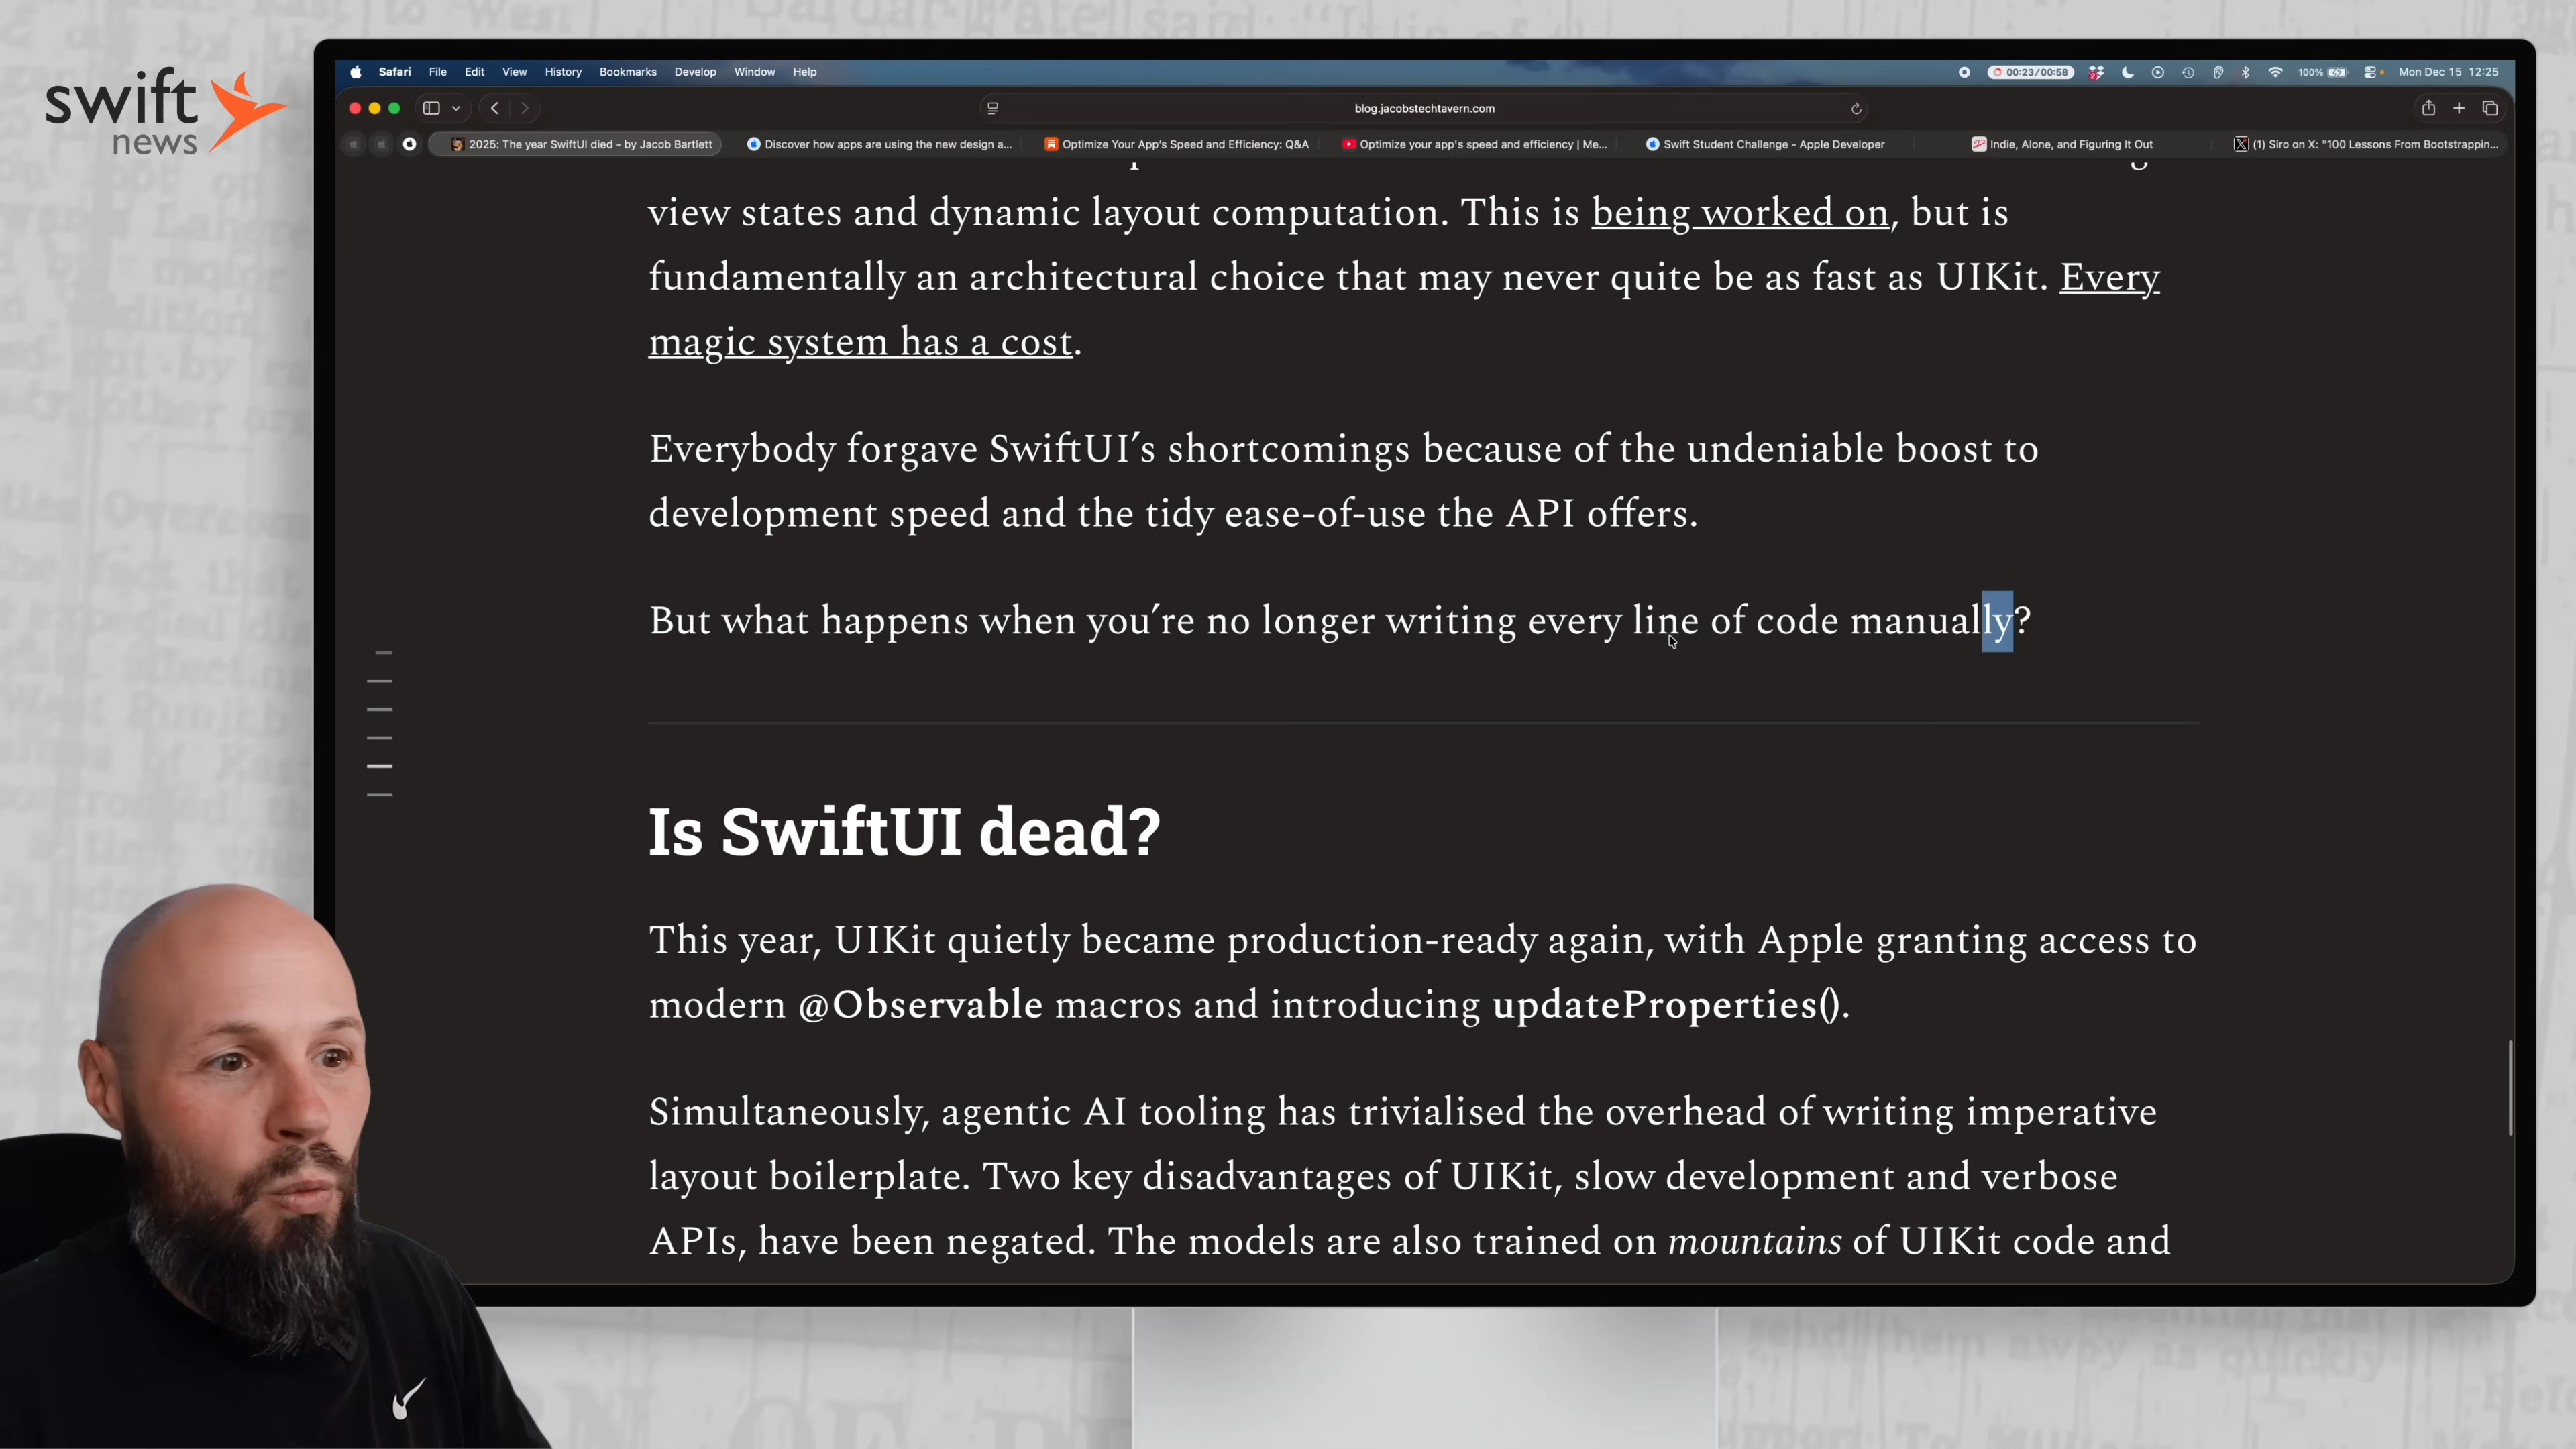 swift
news
Safari File Edit View History Bookmarks Develop Window Help
00:23/00:58 100% Mon Dec 15 12:25
blog.jacobstechtavern.com
2025: The year SwiftUI died - by Jacob Bartlett
Discover how apps are using the new design a...
Optimize Your App's Speed and Efficiency: Q&A
Optimize your app's speed and efficiency | Me...
Swift Student Challenge - Apple Developer
Indie, Alone, and Figuring It Out
(1) Siro on X: "100 Lessons From Bootstrappin...
view states and dynamic layout computation. This is being worked on, but is
fundamentally an architectural choice that may never quite be as fast as UIKit. Every
magic system has a cost.
Everybody forgave SwiftUI’s shortcomings because of the undeniable boost to
development speed and the tidy ease-of-use the API offers.
But what happens when you’re no longer writing every line of code manually?
Is SwiftUI dead?
This year, UIKit quietly became production-ready again, with Apple granting access to
modern @Observable macros and introducing updateProperties().
Simultaneously, agentic AI tooling has trivialised the overhead of writing imperative
layout boilerplate. Two key disadvantages of UIKit, slow development and verbose
APIs, have been negated. The models are also trained on mountains of UIKit code and